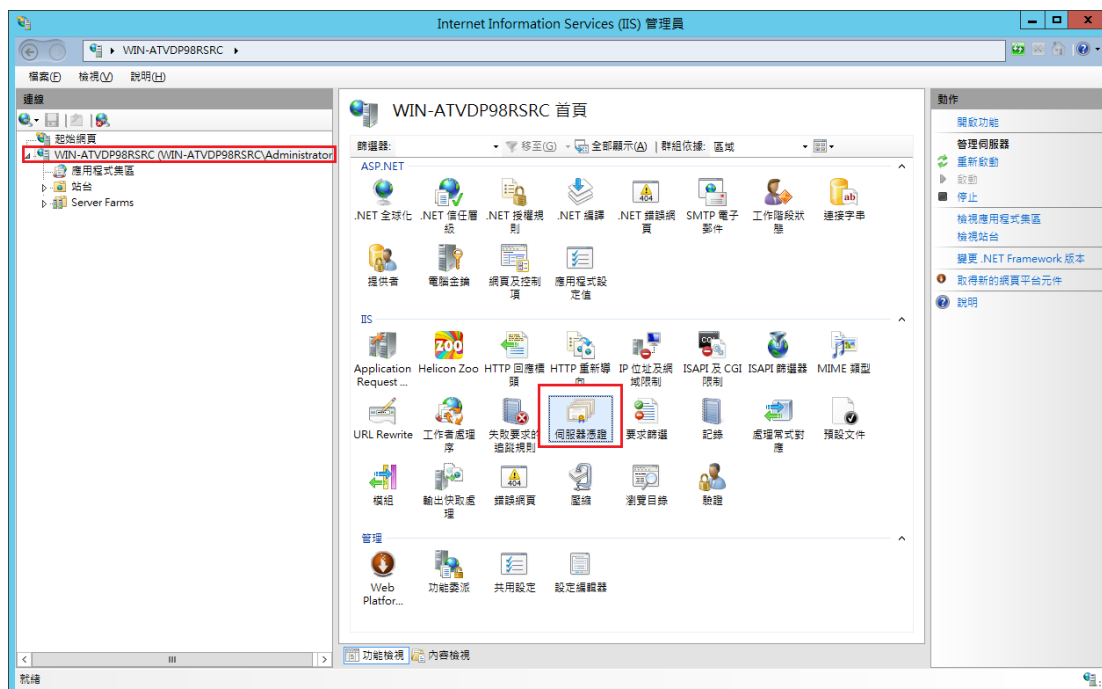 Internet Information Services (IIS) 管理員
WIN-ATVDP98RSRC
檔案(F) 檢視(V) 說明(H)
連線
起始網頁
WIN-ATVDP98RSRC (WIN-ATVDP98RSRC\Administrator
應用程式集區
站台
Server Farms
WIN-ATVDP98RSRC 首頁
篩選器: 移至(G) 全部顯示(A) 群組依據: 區域
ASP.NET
.NET 全球化
.NET 信任層
級
.NET 授權規
則
.NET 編譯
.NET 錯誤網
頁
SMTP 電子
郵件
工作階段狀
態
連接字串
提供者
電腦金鑰
網頁及控制
項
應用程式設
定值
IIS
Application
Request ...
Helicon Zoo
HTTP 回應標
頭
HTTP 重新導
向
IP 位址及網
域限制
ISAPI 及 CGI
限制
ISAPI 篩選器
MIME 類型
URL Rewrite
工作者處理
序
失敗要求的
追蹤規則
伺服器憑證
要求篩選
記錄
處理常式對
應
預設文件
模組
輸出快取處
理
錯誤網頁
壓縮
瀏覽目錄
驗證
管理
Web
Platfor...
功能委派
共用設定
設定編輯器
功能檢視 內容檢視
動作
開啟功能
管理伺服器
重新啟動
啟動
停止
檢視應用程式集區
檢視站台
變更 .NET Framework 版本
取得新的網頁平台元件
說明
就緒